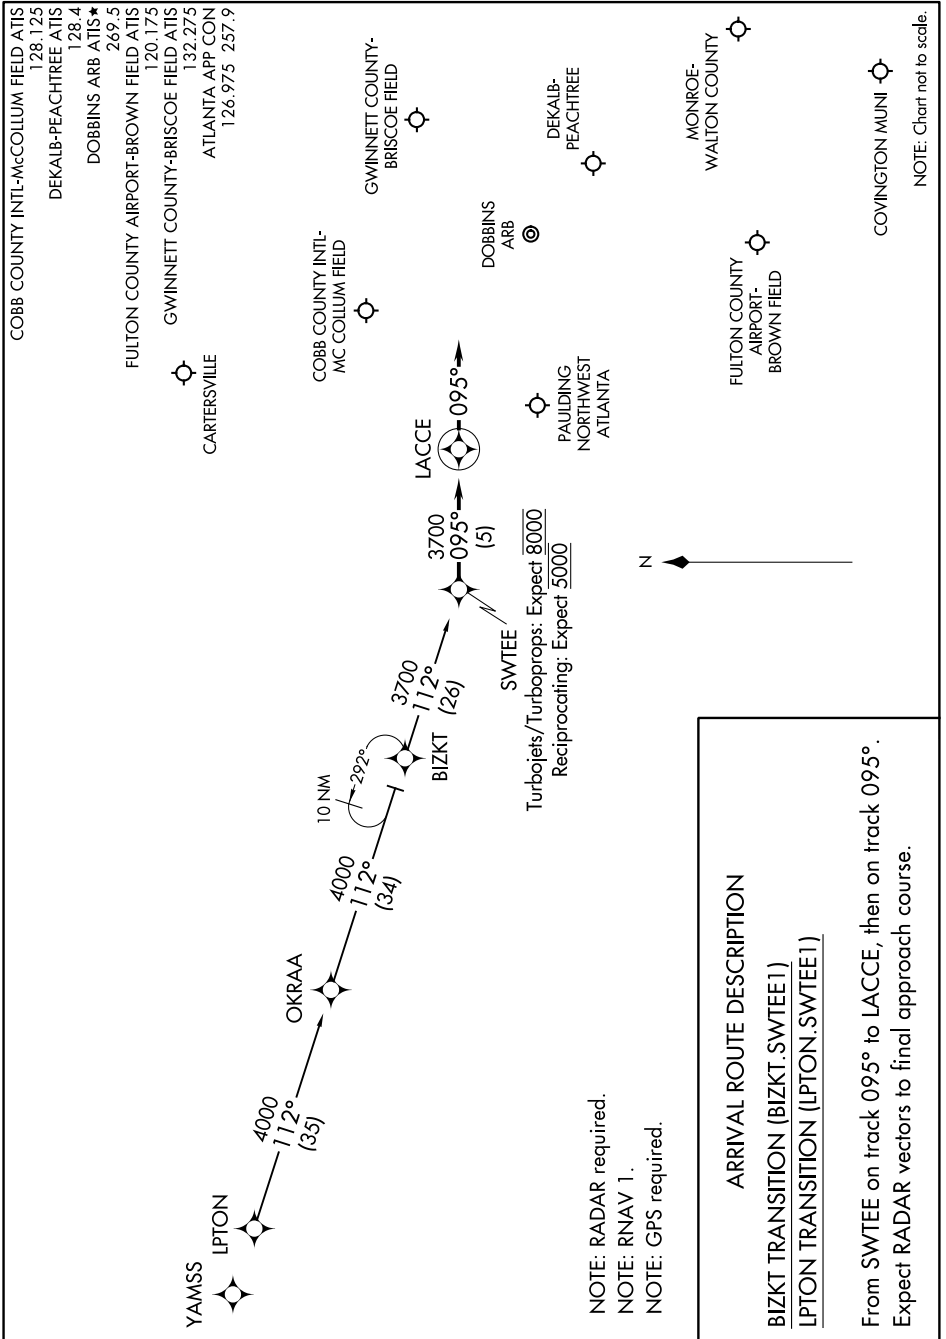 COBB COUNTY INTL-McCOLLUM FIELD ATIS
128.125
DEKALB-PEACHTREE ATIS
128.4
DOBBINS ARB ATIS★
269.5
FULTON COUNTY AIRPORT-BROWN FIELD ATIS
120.175
GWINNETT COUNTY-BRISCOE FIELD ATIS
132.275
ATLANTA APP CON
126.975 257.9
YAMSS
LPTON
4000
112°
(35)
OKRAA
4000
112°
(34)
10 NM
292°
BIZKT
3700
112°
(26)
SWTEE
Turbojets/Turboprops: Expect 8000
Reciprocating: Expect 5000
3700
095°
(5)
LACCE
095°
CARTERSVILLE
COBB COUNTY INTL-
MC COLLUM FIELD
GWINNETT COUNTY-
BRISCOE FIELD
DOBBINS
ARB
DEKALB-
PEACHTREE
PAULDING
NORTHWEST
ATLANTA
MONROE-
WALTON COUNTY
FULTON COUNTY
AIRPORT-
BROWN FIELD
COVINGTON MUNI
N
NOTE: RADAR required.
NOTE: RNAV 1.
NOTE: GPS required.
ARRIVAL ROUTE DESCRIPTION
BIZKT TRANSITION (BIZKT.SWTEE1)
LPTON TRANSITION (LPTON.SWTEE1)
From SWTEE on track 095° to LACCE, then on track 095°.
Expect RADAR vectors to final approach course.
NOTE: Chart not to scale.